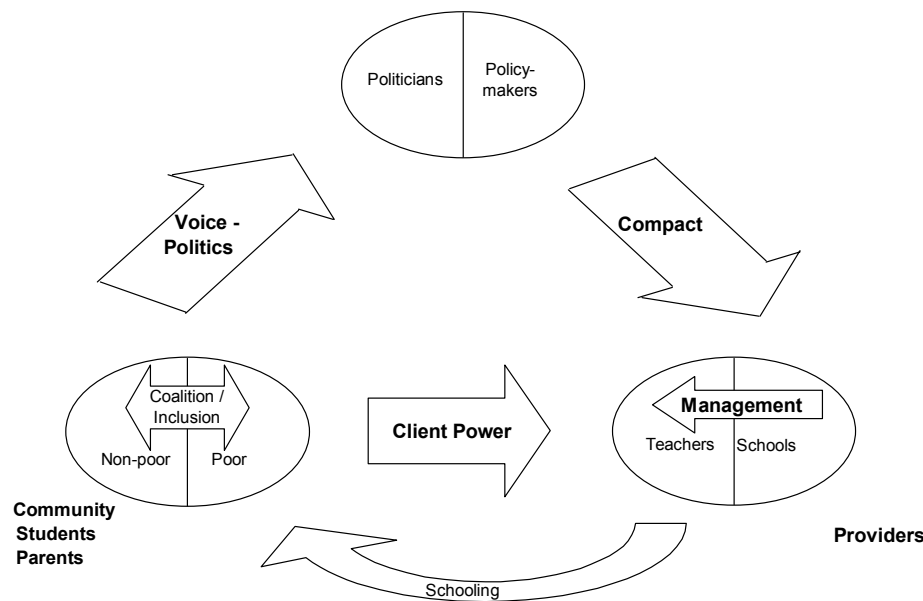 Politicians
Policy-
makers
Voice -
Politics
Compact
Coalition /
Inclusion
Non-poor
Poor
Client Power
Management
Teachers
Schools
Community
Students
Parents
Providers
Schooling